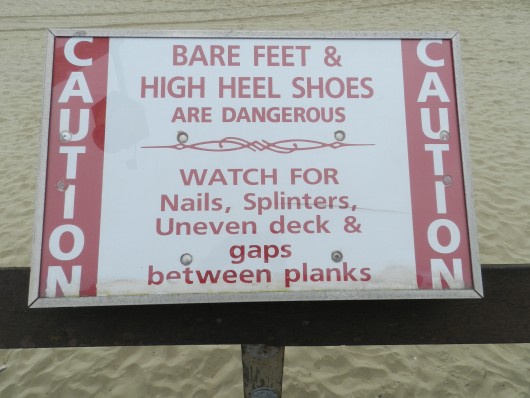 CAUTION
BARE FEET &
HIGH HEEL SHOES
ARE DANGEROUS
WATCH FOR
Nails, Splinters,
Uneven deck &
gaps
between planks
CAUTION